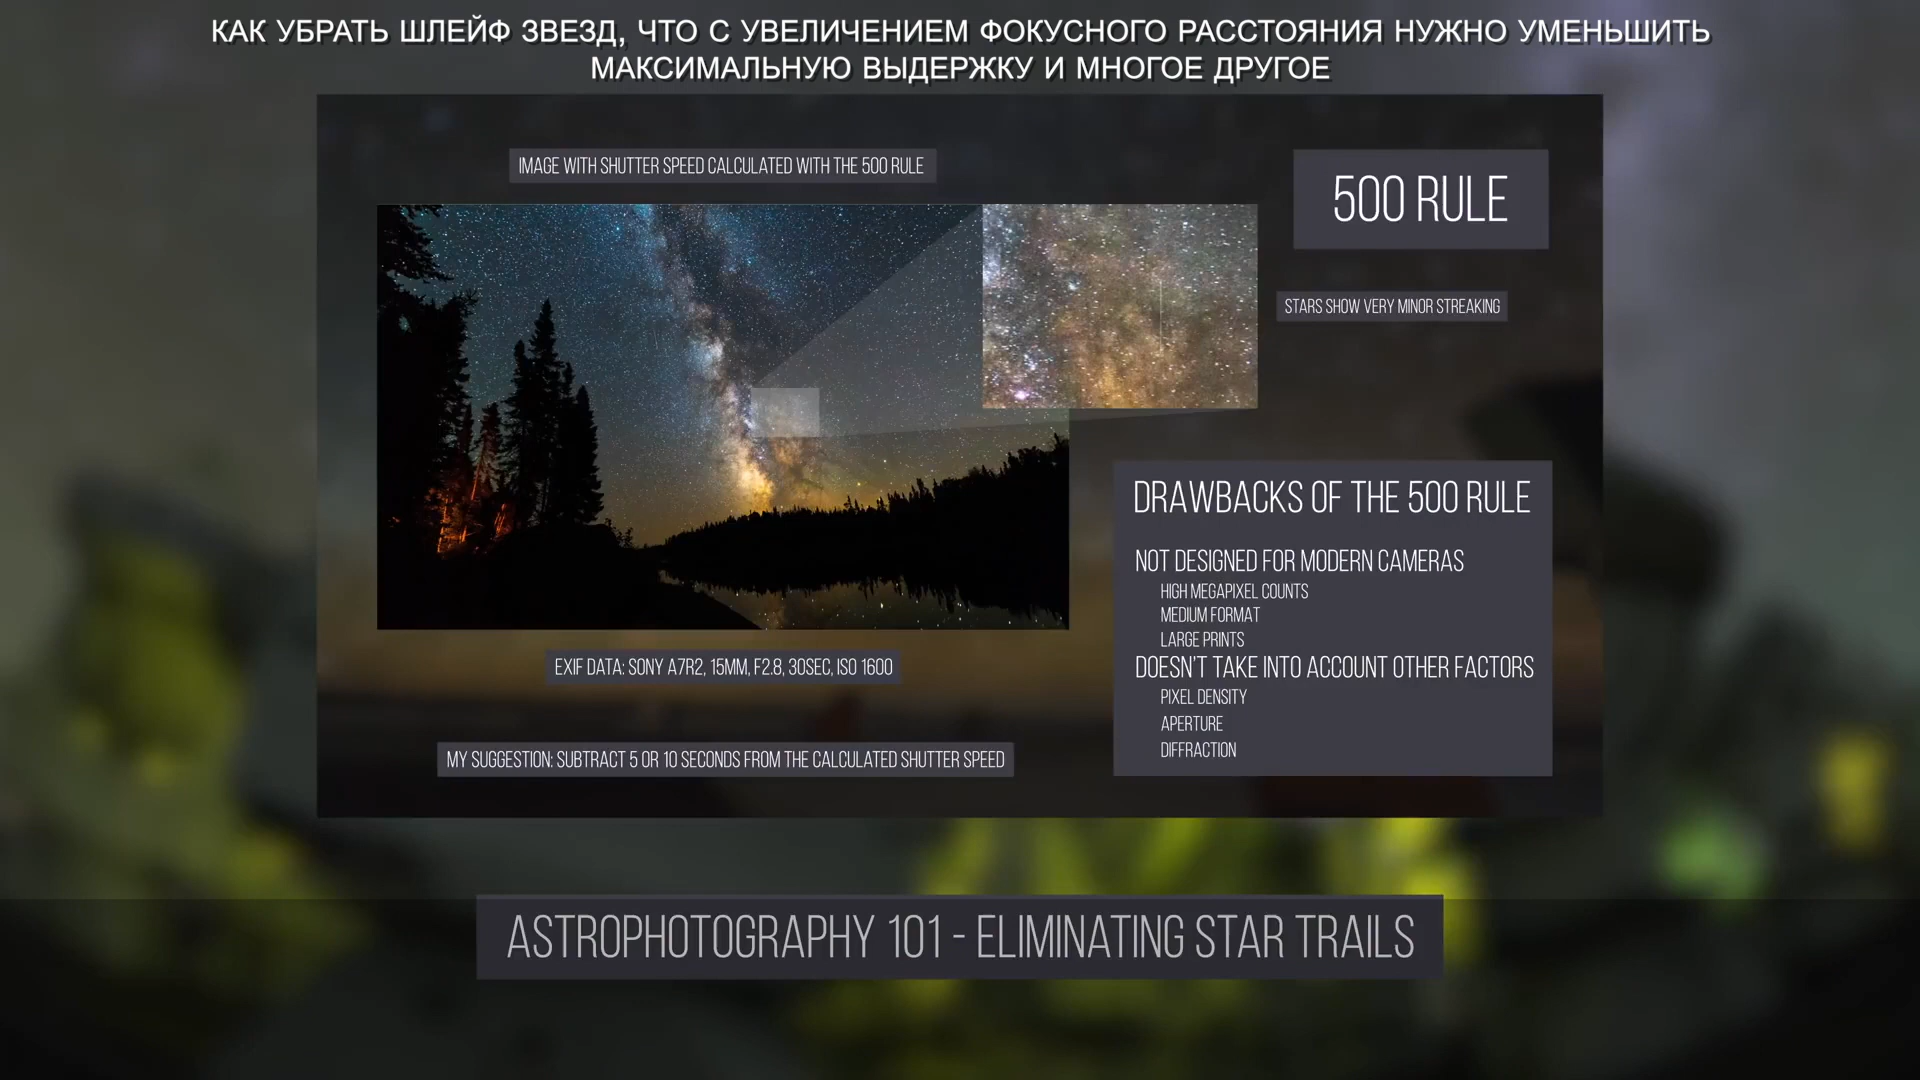 КАК УБРАТЬ ШЛЕЙФ ЗВЕЗД, ЧТО С УВЕЛИЧЕНИЕМ ФОКУСНОГО РАССТОЯНИЯ НУЖНО УМЕНЬШИТЬ
МАКСИМАЛЬНУЮ ВЫДЕРЖКУ И МНОГОЕ ДРУГОЕ
IMAGE WITH SHUTTER SPEED CALCULATED WITH THE 500 RULE
500 RULE
STARS SHOW VERY MINOR STREAKING
DRAWBACKS OF THE 500 RULE
NOT DESIGNED FOR MODERN CAMERAS
HIGH MEGAPIXEL COUNTS
MEDIUM FORMAT
LARGE PRINTS
DOESN'T TAKE INTO ACCOUNT OTHER FACTORS
PIXEL DENSITY
APERTURE
DIFFRACTION
EXIF DATA: SONY A7R2, 15MM, F2.8, 30SEC, ISO 1600
MY SUGGESTION: SUBTRACT 5 OR 10 SECONDS FROM THE CALCULATED SHUTTER SPEED
ASTROPHOTOGRAPHY 101 - ELIMINATING STAR TRAILS